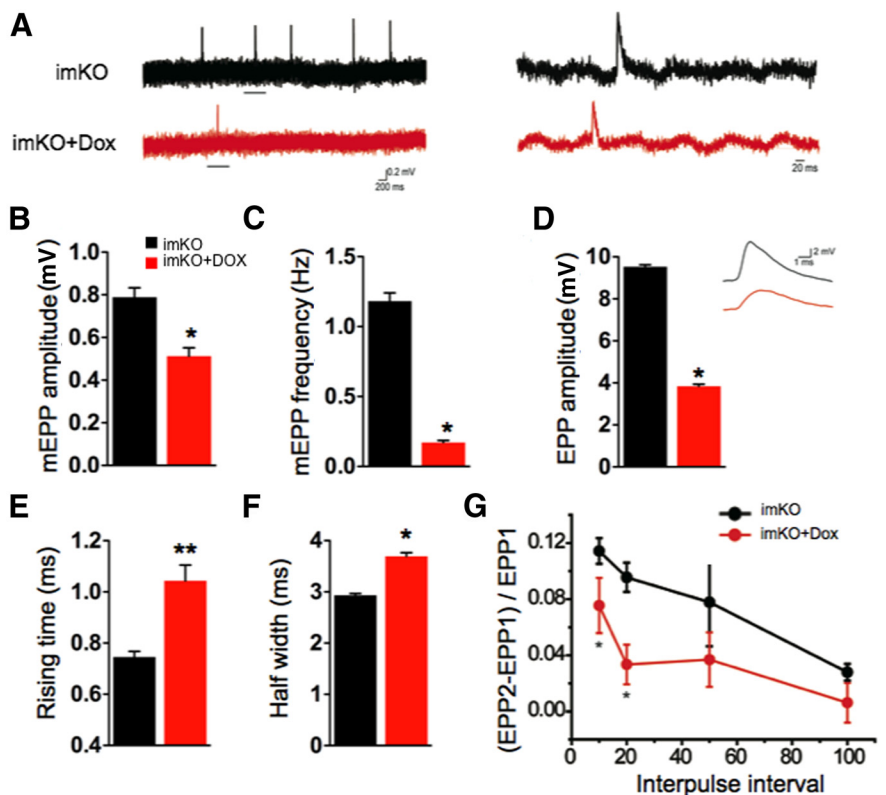 A
imKO
imKO+Dox
0.2 mV
200 ms
20 ms
B
imKO
imKO+DOX
mEPP amplitude (mV)
1.0
0.8
0.6
0.4
0.2
0.0
*
C
mEPP frequency (Hz)
1.5
1.0
0.5
0.0
*
D
EPP amplitude (mV)
10
8
6
4
2
0
*
2 mV
1 ms
E
Rising time (ms)
1.2
1.0
0.8
0.6
0.4
**
F
Half width (ms)
4
3
2
1
0
*
G
imKO
imKO+Dox
(EPP2-EPP1) / EPP1
0.12
0.08
0.04
0.00
*
*
0 20 40 60 80 100
Interpulse interval